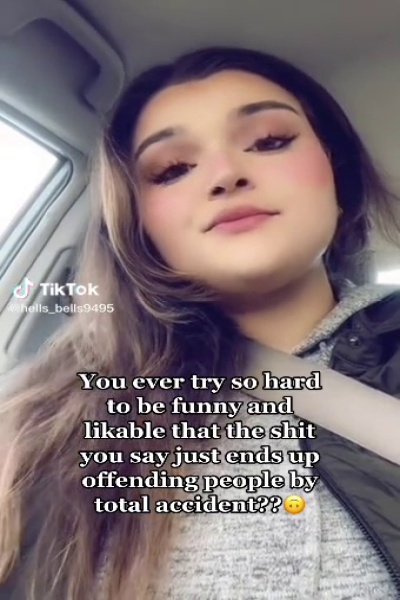 TikTok
@hells_bells9495
You ever try so hard
to be funny and
likable that the shit
you say just ends up
offending people by
total accident??🙃